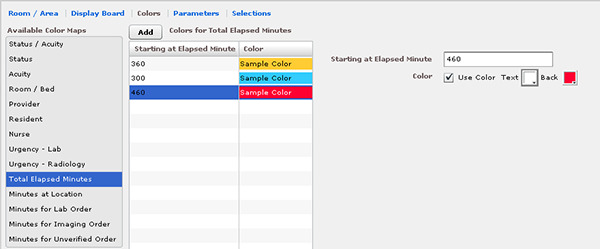 Room / Area Display Board Colors Parameters Selections
Available Color Maps
Status / Acuity
Status
Acuity
Room / Bed
Provider
Resident
Nurse
Urgency - Lab
Urgency - Radiology
Total Elapsed Minutes
Minutes at Location
Minutes for Lab Order
Minutes for Imaging Order
Minutes for Unverified Order
Add Colors for Total Elapsed Minutes
Starting at Elapsed Minute Color
360 Sample Color
300 Sample Color
460 Sample Color
Starting at Elapsed Minute 460
Color Use Color Text Back